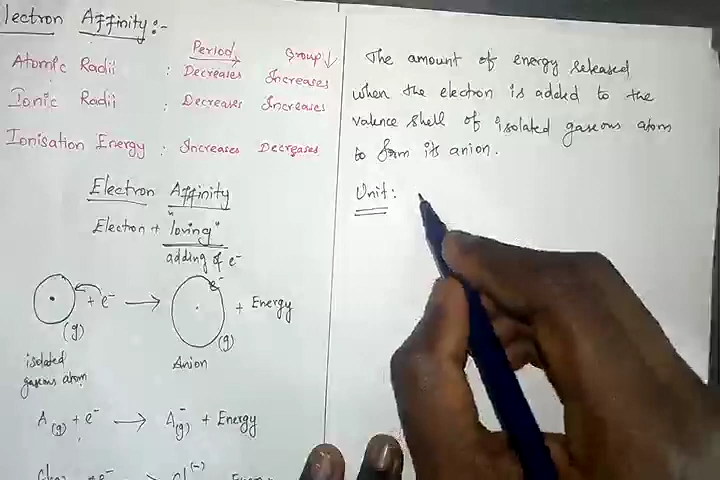 lectron Affinity:-
Period Group
Atomic Radii : Decreases Increases
Ionic Radii : Decreases Increases
Ionisation Energy : Increases Decreases
Electron Affinity
Electron + "loving"
adding of e-
e-
+ e- → + Energy
(g) (g)
isolated gaseous atom
Anion
A(g) + e- → A-(g) + Energy
The amount of energy released
when the electron is added to the
valence shell of isolated gaseous atom
to form its anion.
Unit: